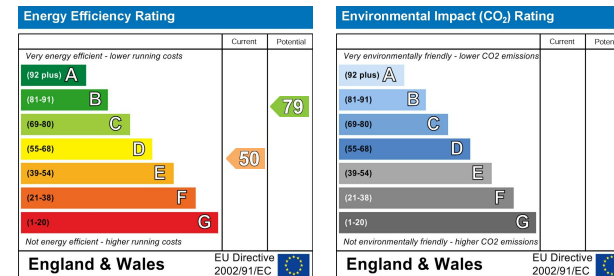 Energy Efficiency Rating
Current Potential
Very energy efficient - lower running costs
(92 plus) A
(81-91) B
(69-80) C
(55-68) D
(39-54) E
(21-38) F
(1-20) G
50
79
Not energy efficient - higher running costs
England & Wales
EU Directive
2002/91/EC
Environmental Impact (CO₂) Rating
Current Poten
Very environmentally friendly - lower CO2 emissions
(92 plus) A
(81-91) B
(69-80) C
(55-68) D
(39-54) E
(21-38) F
(1-20) G
Not environmentally friendly - higher CO2 emissions
England & Wales
EU Directive
2002/91/EC